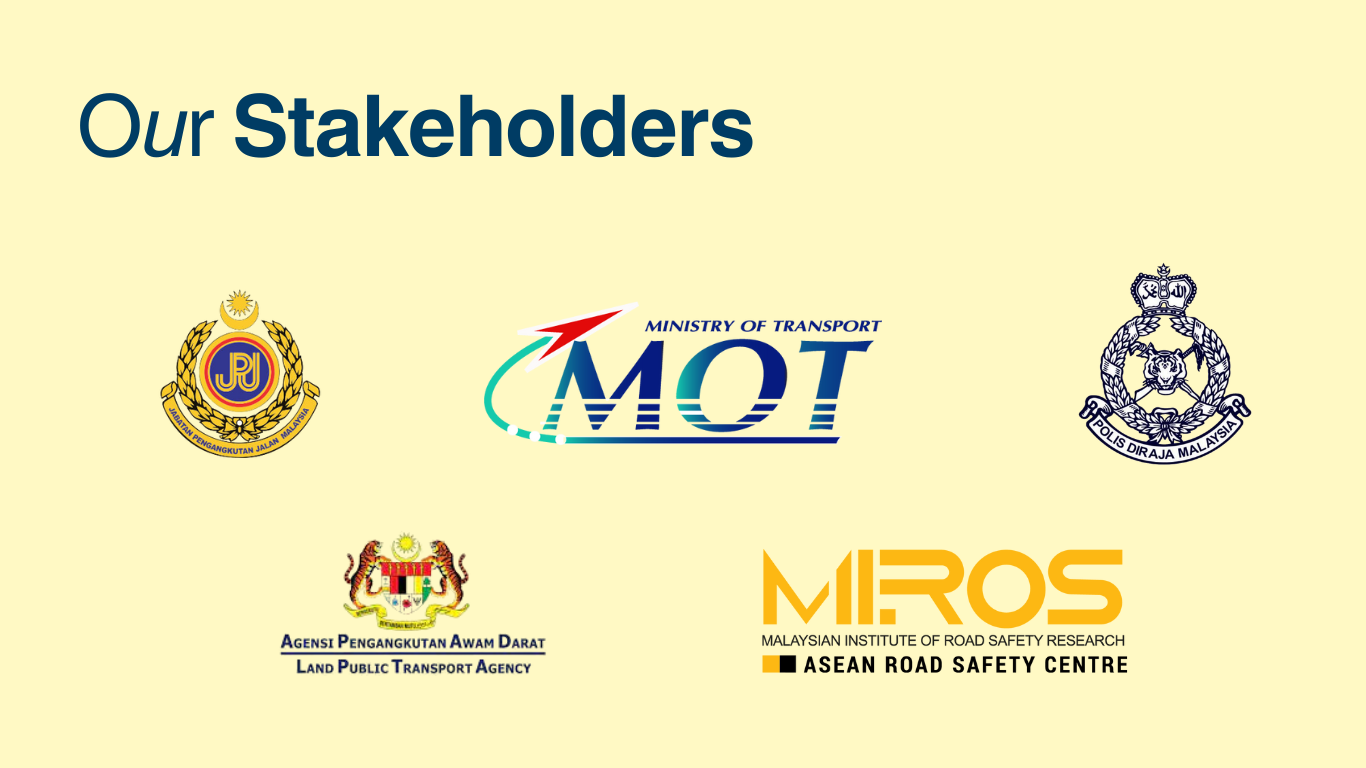 Our Stakeholders
JPJ
JABATAN PENGANGKUTAN JALAN MALAYSIA
MINISTRY OF TRANSPORT
MOT
POLIS DIRAJA MALAYSIA
AGENSI PENGANGKUTAN AWAM DARAT
LAND PUBLIC TRANSPORT AGENCY
MIROS
MALAYSIAN INSTITUTE OF ROAD SAFETY RESEARCH
ASEAN ROAD SAFETY CENTRE